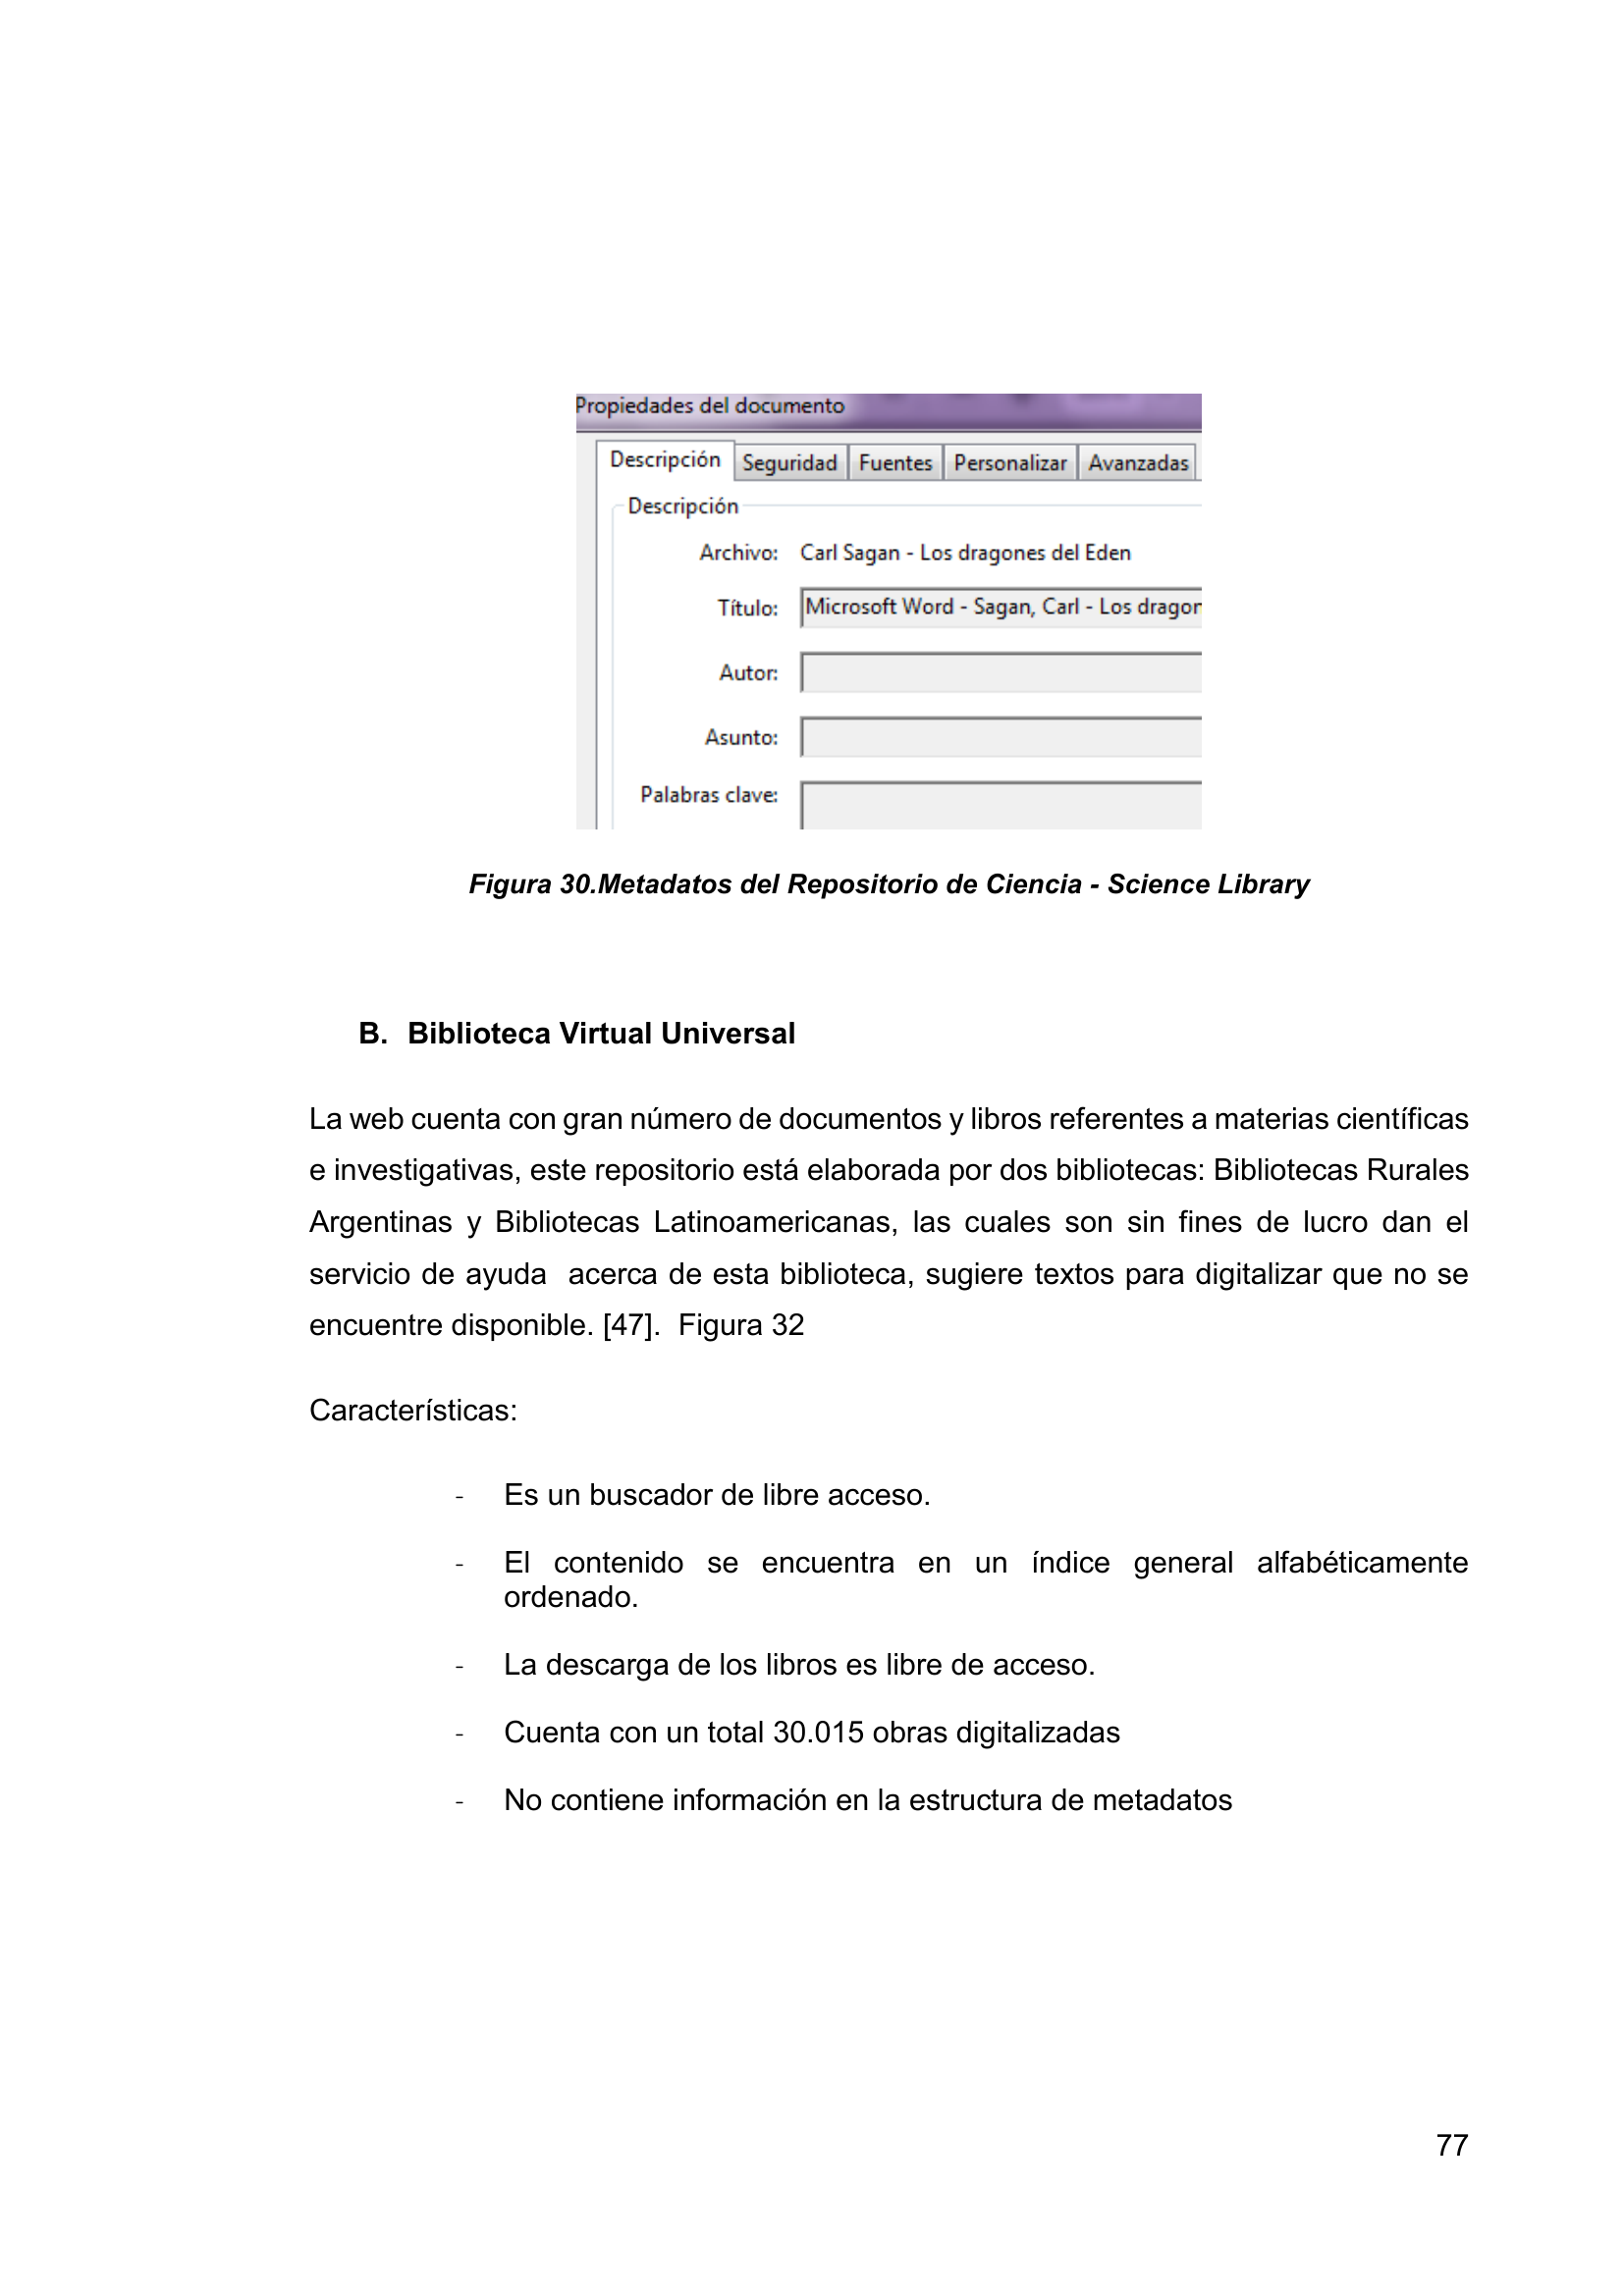 Propiedades del documento
Descripción Seguridad Fuentes Personalizar Avanzadas
Descripción
Archivo: Carl Sagan - Los dragones del Eden
Título: Microsoft Word - Sagan, Carl - Los dragon
Autor:
Asunto:
Palabras clave:
Figura 30.Metadatos del Repositorio de Ciencia - Science Library
B. Biblioteca Virtual Universal
La web cuenta con gran número de documentos y libros referentes a materias científicas
e investigativas, este repositorio está elaborada por dos bibliotecas: Bibliotecas Rurales
Argentinas y Bibliotecas Latinoamericanas, las cuales son sin fines de lucro dan el
servicio de ayuda  acerca de esta biblioteca, sugiere textos para digitalizar que no se
encuentre disponible. [47].  Figura 32
Características:
- Es un buscador de libre acceso.
- El contenido se encuentra en un índice general alfabéticamente
ordenado.
- La descarga de los libros es libre de acceso.
- Cuenta con un total 30.015 obras digitalizadas
- No contiene información en la estructura de metadatos
77